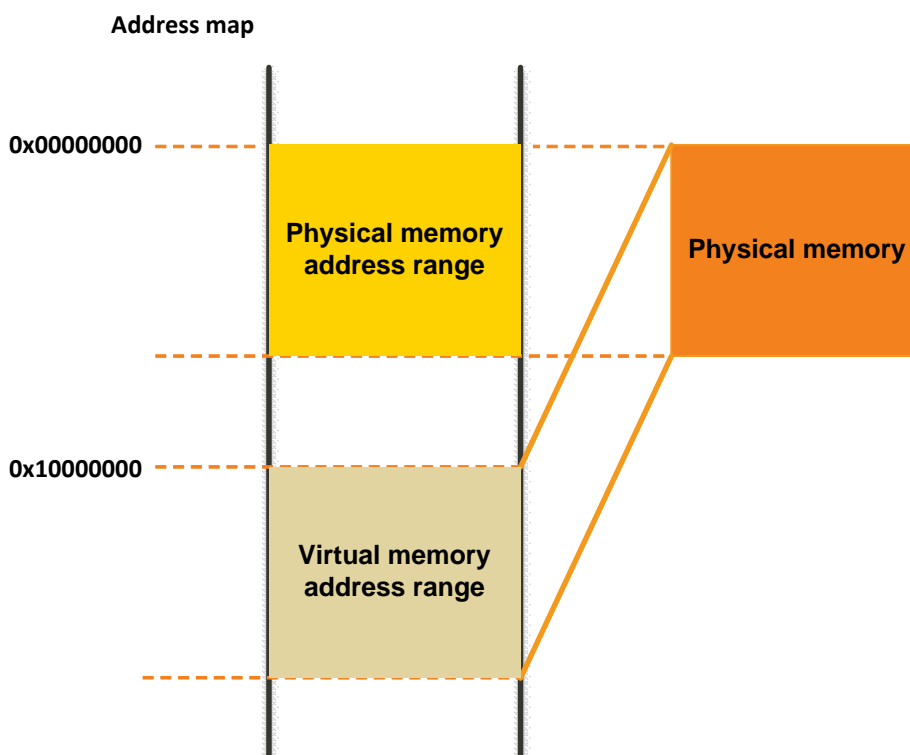 Address map
0x00000000
Physical memory
address range
Physical memory
0x10000000
Virtual memory
address range